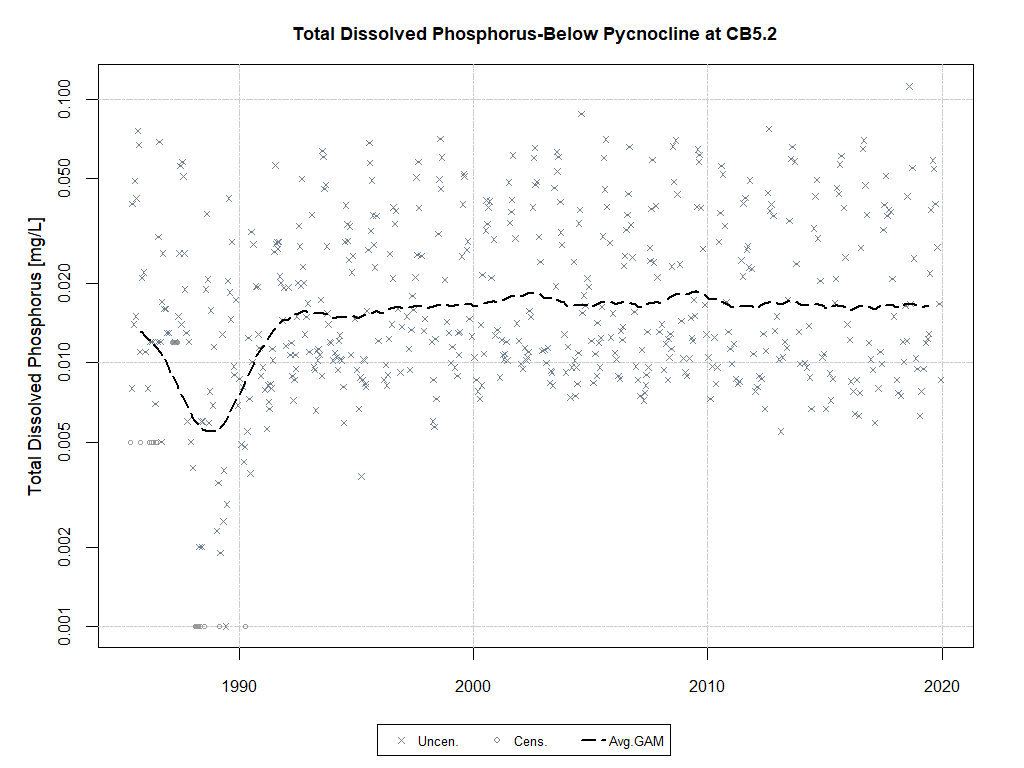 Total Dissolved Phosphorus-Below Pycnocline at CB5.2
Total Dissolved Phosphorus [mg/L]
0.100
0.050
0.020
0.010
0.005
0.002
0.001
1990 2000 2010 2020
Uncen. Cens. Avg.GAM